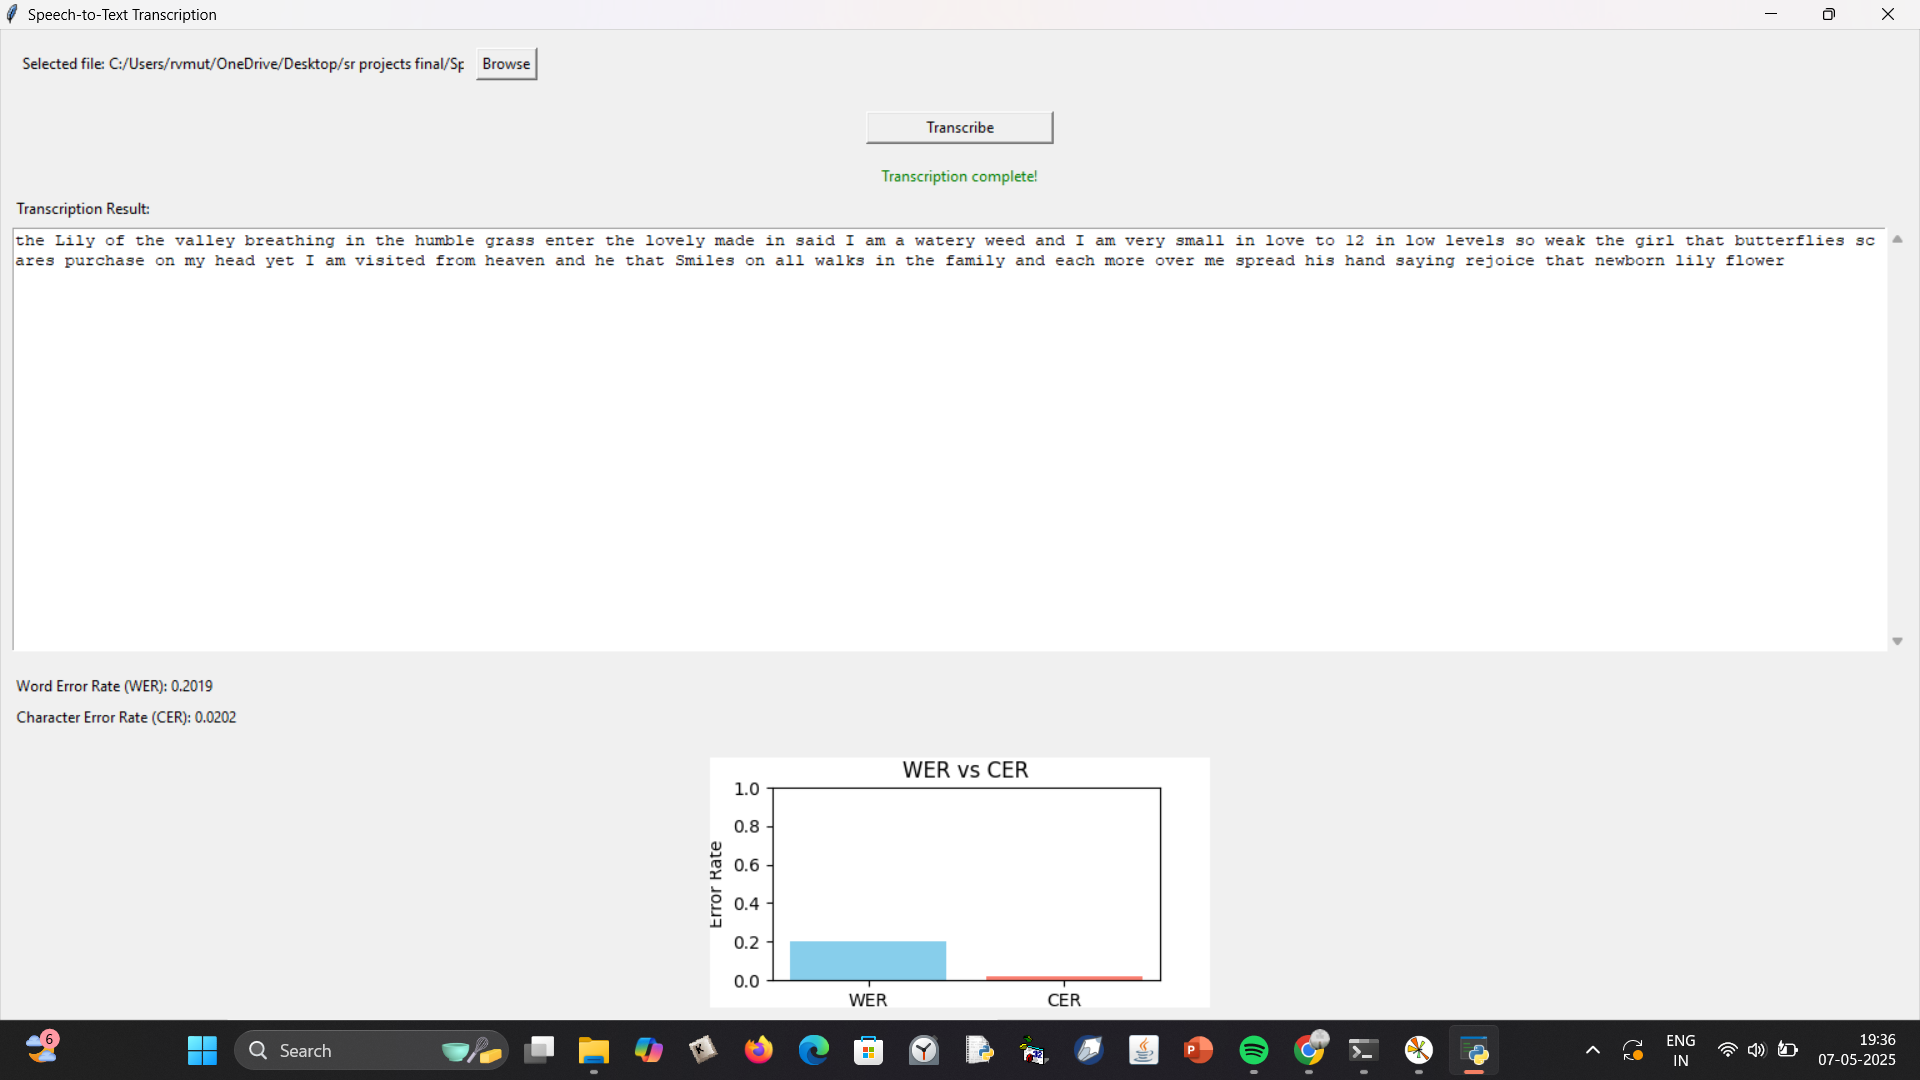 Speech-to-Text Transcription
Selected file: C:/Users/rvmut/OneDrive/Desktop/sr projects final/Sp
Browse
Transcribe
Transcription complete!
Transcription Result:
the Lily of the valley breathing in the humble grass enter the lovely made in said I am a watery weed and I am very small in love to 12 in low levels so weak the girl that butterflies sc
ares purchase on my head yet I am visited from heaven and he that Smiles on all walks in the family and each more over me spread his hand saying rejoice that newborn lily flower
Word Error Rate (WER): 0.2019
Character Error Rate (CER): 0.0202
WER vs CER
1.0
0.8
0.6
0.4
0.2
0.0
Error Rate
WER CER
6
Search
ENG
IN
19:36
07-05-2025